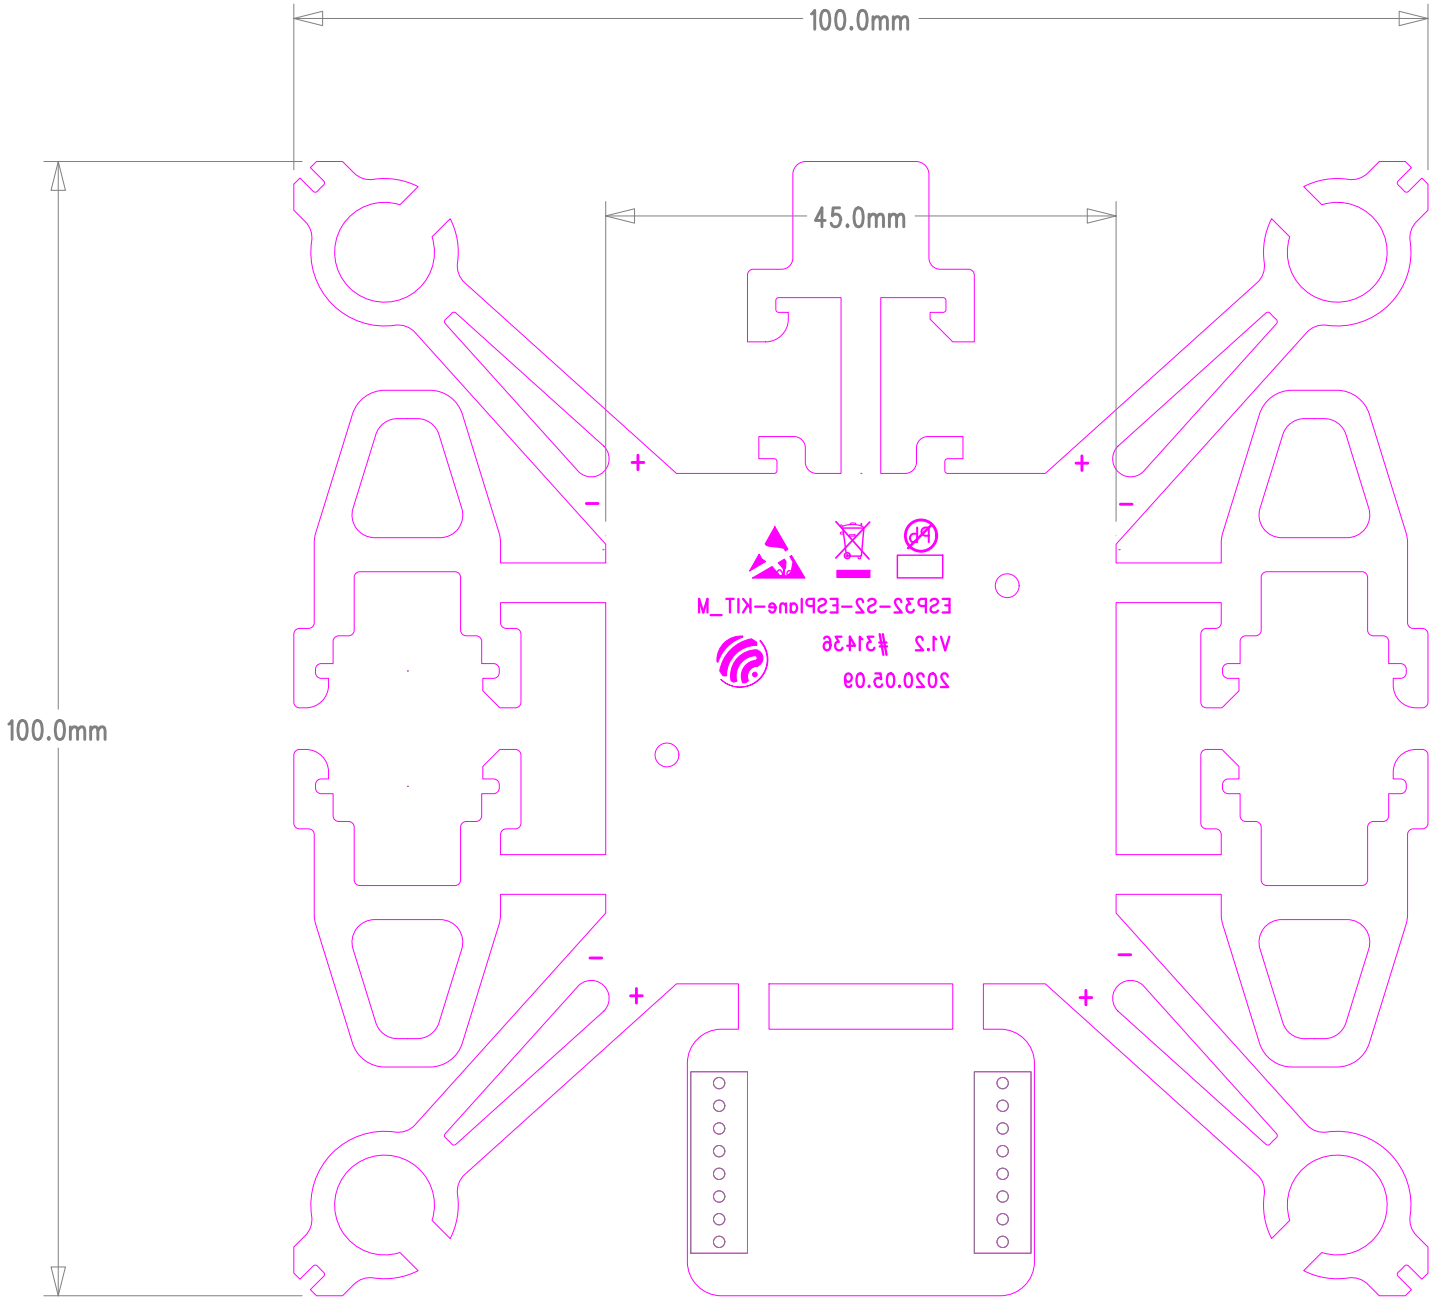 100.0mm
45.0mm
+ +
- -
Pb
ESP32-S2-ESPlane-KIT_M
V1.2 #31436
2020.05.09
100.0mm
- -
+ +